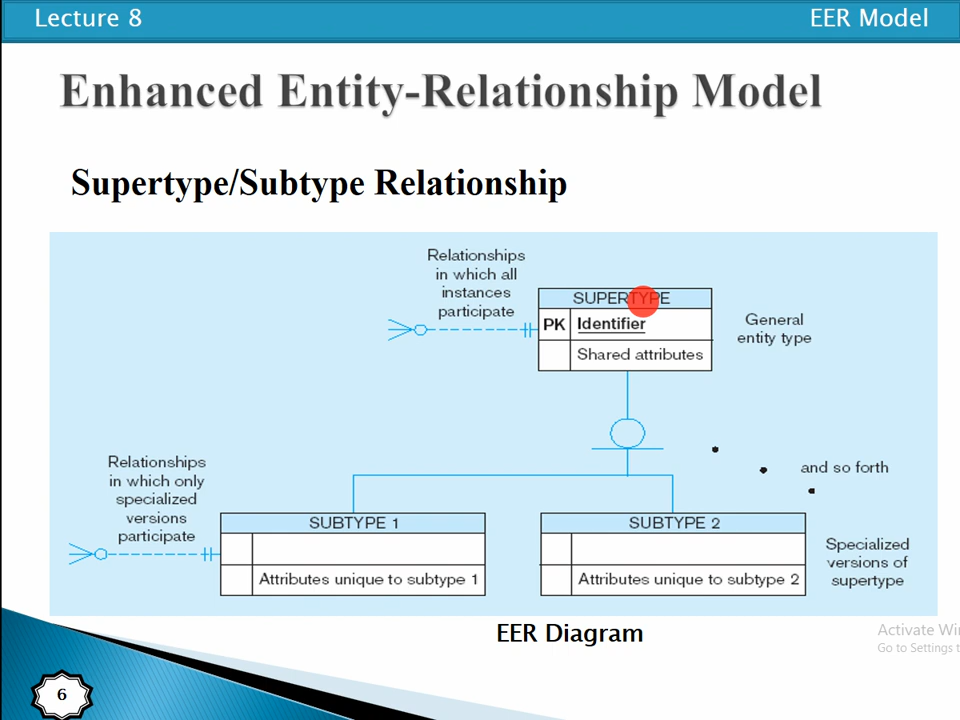 Lecture 8
EER Model
Enhanced Entity-Relationship Model
Supertype/Subtype Relationship
Relationships
in which all
instances
participate
SUPERTYPE
PK Identifier
Shared attributes
General
entity type
and so forth
Relationships
in which only
specialized
versions
participate
SUBTYPE 1
Attributes unique to subtype 1
SUBTYPE 2
Attributes unique to subtype 2
Specialized
versions of
supertype
EER Diagram
Activate Wi
Go to Settings t
6